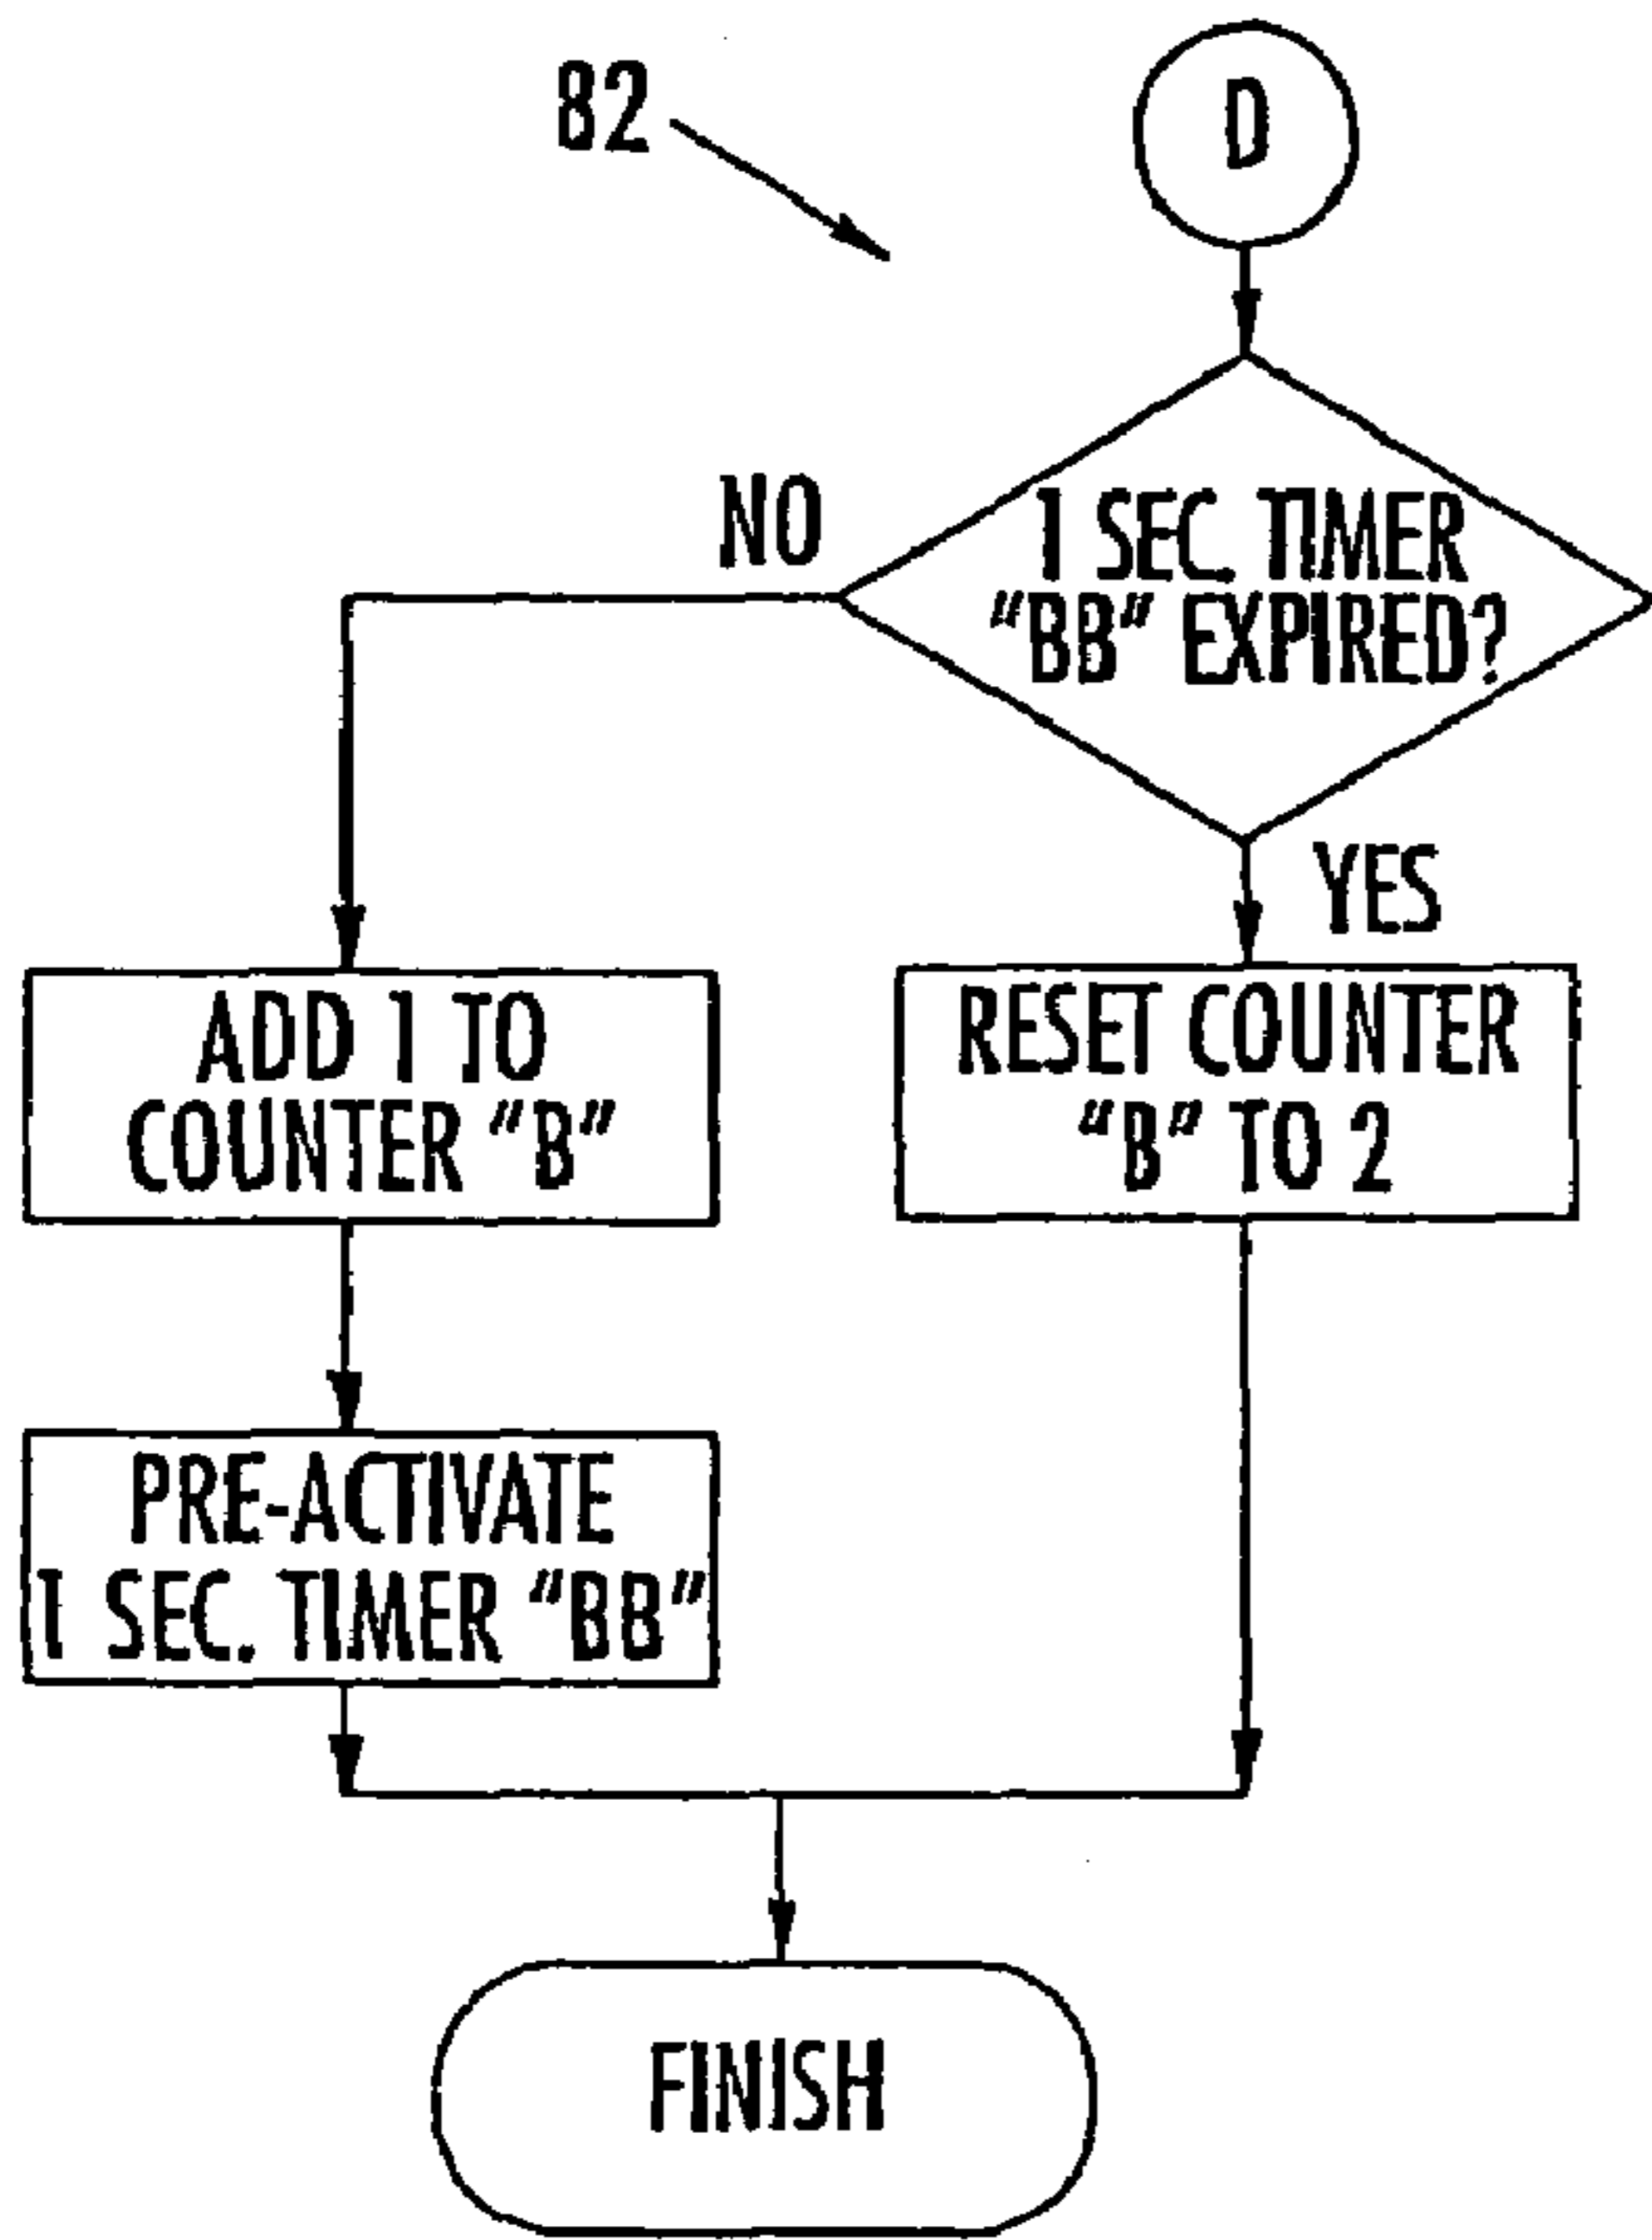 82
D
1 SEC. TIMER
"BB" EXPIRED?
NO
YES
ADD 1 TO
COUNTER "B"
RESET COUNTER
"B" TO 2
PRE-ACTIVATE
1 SEC. TIMER "BB"
FINISH